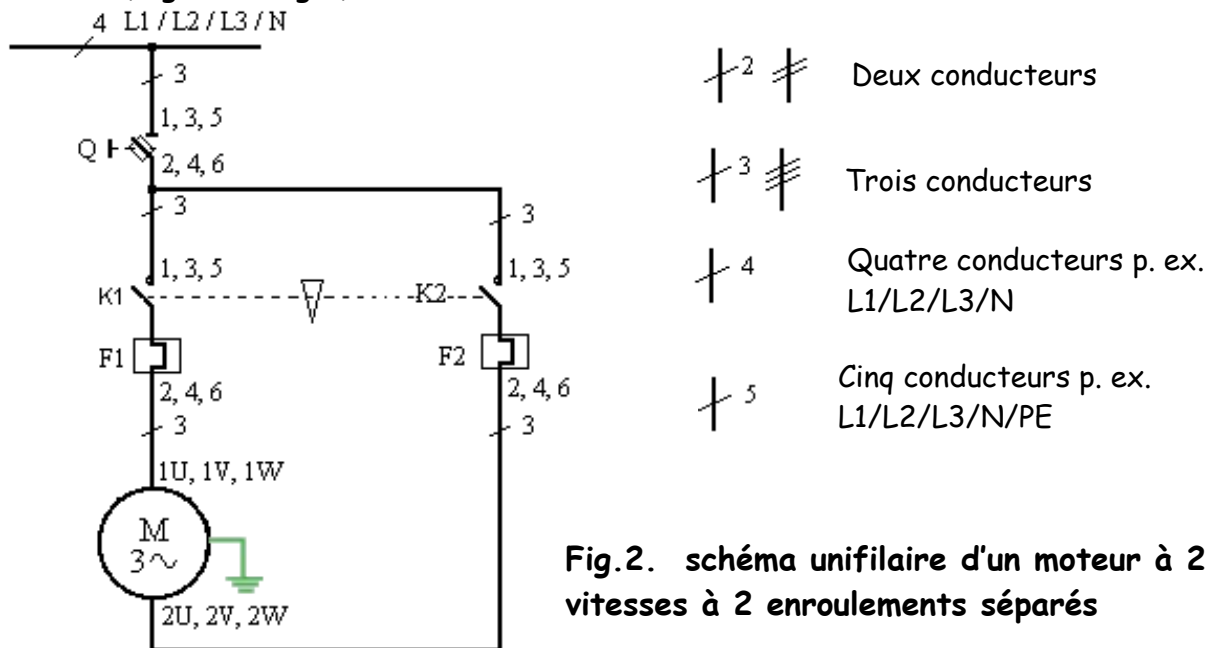 4 L1 / L2 / L3 / N
3
1, 3, 5
Q
2, 4, 6
3
3
1, 3, 5
1, 3, 5
K1
K2
F1
F2
2, 4, 6
2, 4, 6
3
3
1U, 1V, 1W
M
3~
2U, 2V, 2W
2
Deux conducteurs
3
Trois conducteurs
4
Quatre conducteurs p. ex.
L1/L2/L3/N
5
Cinq conducteurs p. ex.
L1/L2/L3/N/PE
Fig.2. schéma unifilaire d'un moteur à 2
vitesses à 2 enroulements séparés